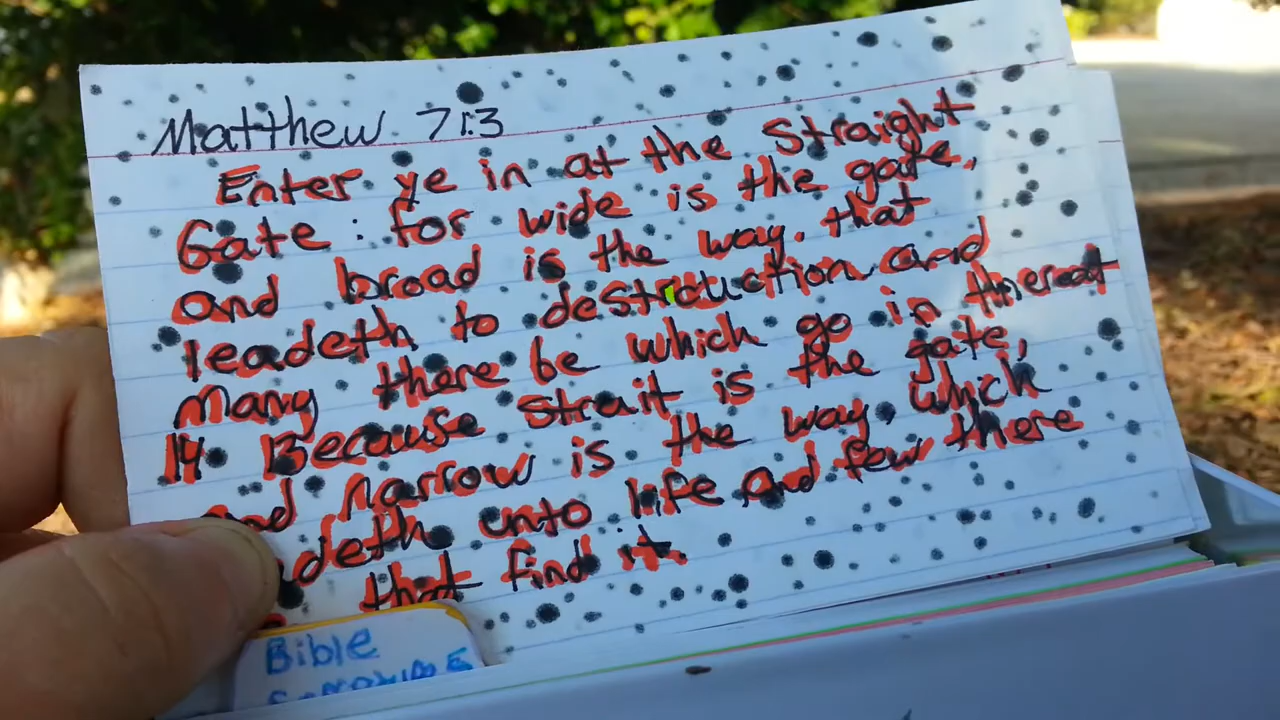 Matthew 7:13
Enter ye in at the Straight
Gate: for wide is the gate,
and broad is the way, that
leadeth to destruction and
Many there be which go in thereat
14 Because strait is the gate,
and narrow is the way, which
deth unto life and few there
that find it
Bible